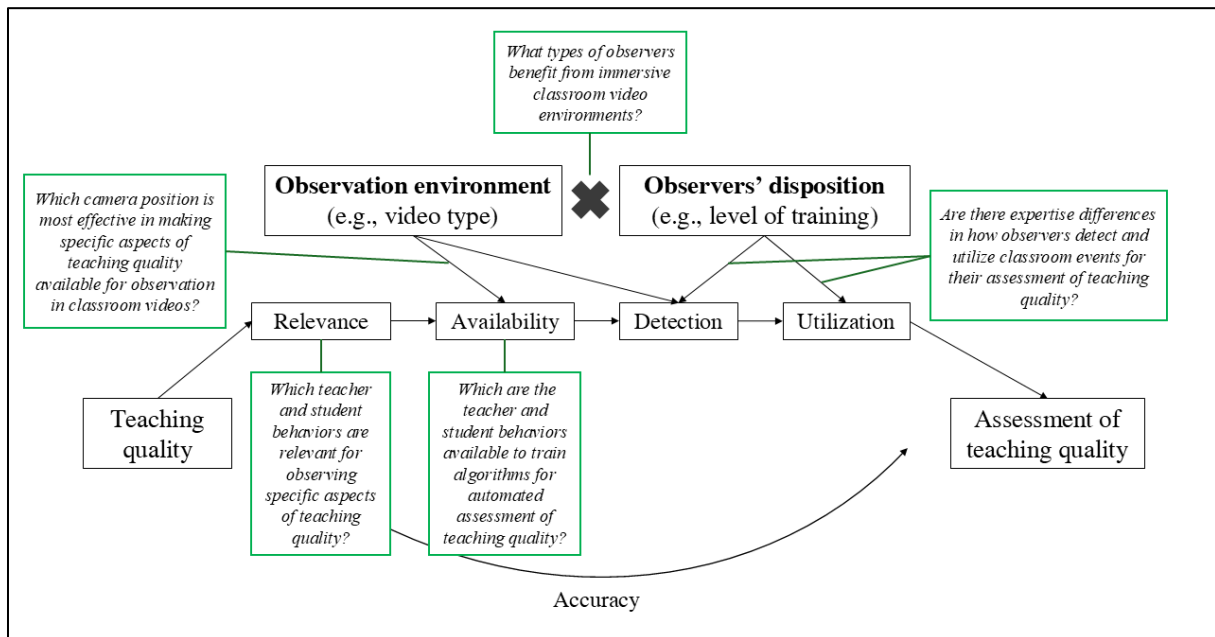 What types of observers
benefit from immersive
classroom video
environments?
Which camera position is
most effective in making
specific aspects of
teaching quality
available for observation
in classroom videos?
Observation environment
(e.g., video type)
Observers’ disposition
(e.g., level of training)
Are there expertise differences
in how observers detect and
utilize classroom events for
their assessment of teaching
quality?
Relevance
Availability
Detection
Utilization
Teaching
quality
Which teacher
and student
behaviors are
relevant for
observing
specific aspects
of teaching
quality?
Which are the
teacher and
student behaviors
available to train
algorithms for
automated
assessment of
teaching quality?
Assessment of
teaching quality
Accuracy